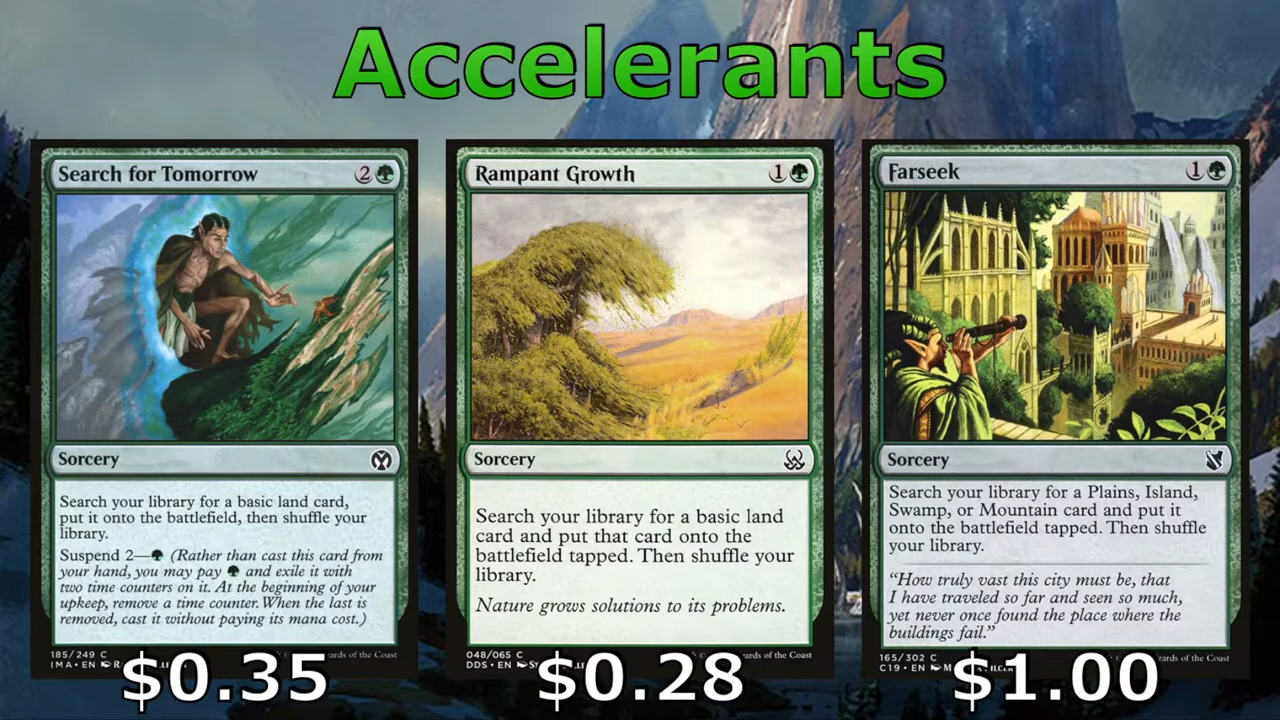 Accelerants
Search for Tomorrow 2
Sorcery
Search your library for a basic land card,
put it onto the battlefield, then shuffle your
library.
Suspend 2— (Rather than cast this card from
your hand, you may pay and exile it with
two time counters on it. At the beginning of your
upkeep, remove a time counter. When the last is
removed, cast it without paying its mana cost.)
185/249 C
IMA • EN
$0.35
Rampant Growth 1
Sorcery
Search your library for a basic land
card and put that card onto the
battlefield tapped. Then shuffle your
library.
Nature grows solutions to its problems.
048/065 C
DDS • EN
of the Coast
$0.28
Farseek 1
Sorcery
Search your library for a Plains, Island,
Swamp, or Mountain card and put it
onto the battlefield tapped. Then shuffle
your library.
“How truly vast this city must be, that
I have traveled so far and seen so much,
yet never once found the place where the
buildings fail.”
165/302 C
C19 • EN
of the Coast
$1.00